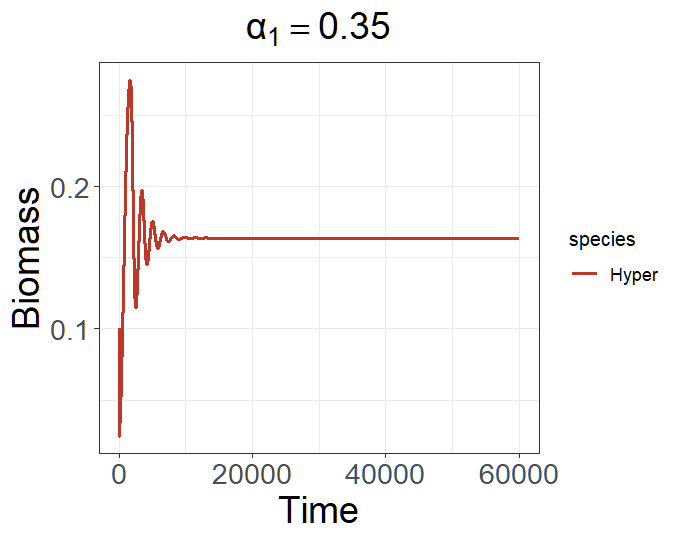 α₁ = 0.35
Biomass
0.2
0.1
0 20000 40000 60000
Time
species
Hyper